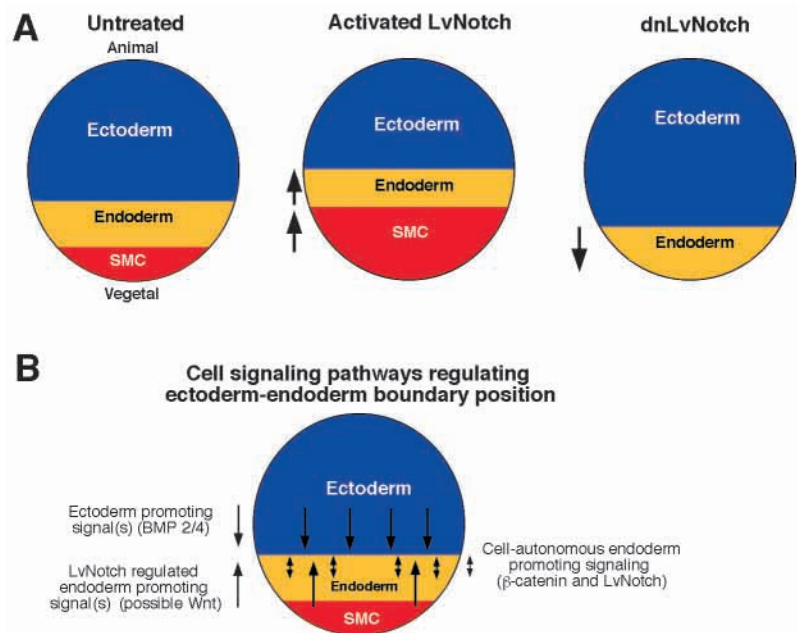 A
Untreated
Animal
Ectoderm
Endoderm
SMC
Vegetal
Activated LvNotch
Ectoderm
Endoderm
SMC
dnLvNotch
Ectoderm
Endoderm
B
Cell signaling pathways regulating
ectoderm-endoderm boundary position
Ectoderm
Endoderm
SMC
Ectoderm promoting
signal(s) (BMP 2/4)
LvNotch regulated
endoderm promoting
signal(s) (possible Wnt)
Cell-autonomous endoderm
promoting signaling
(β-catenin and LvNotch)